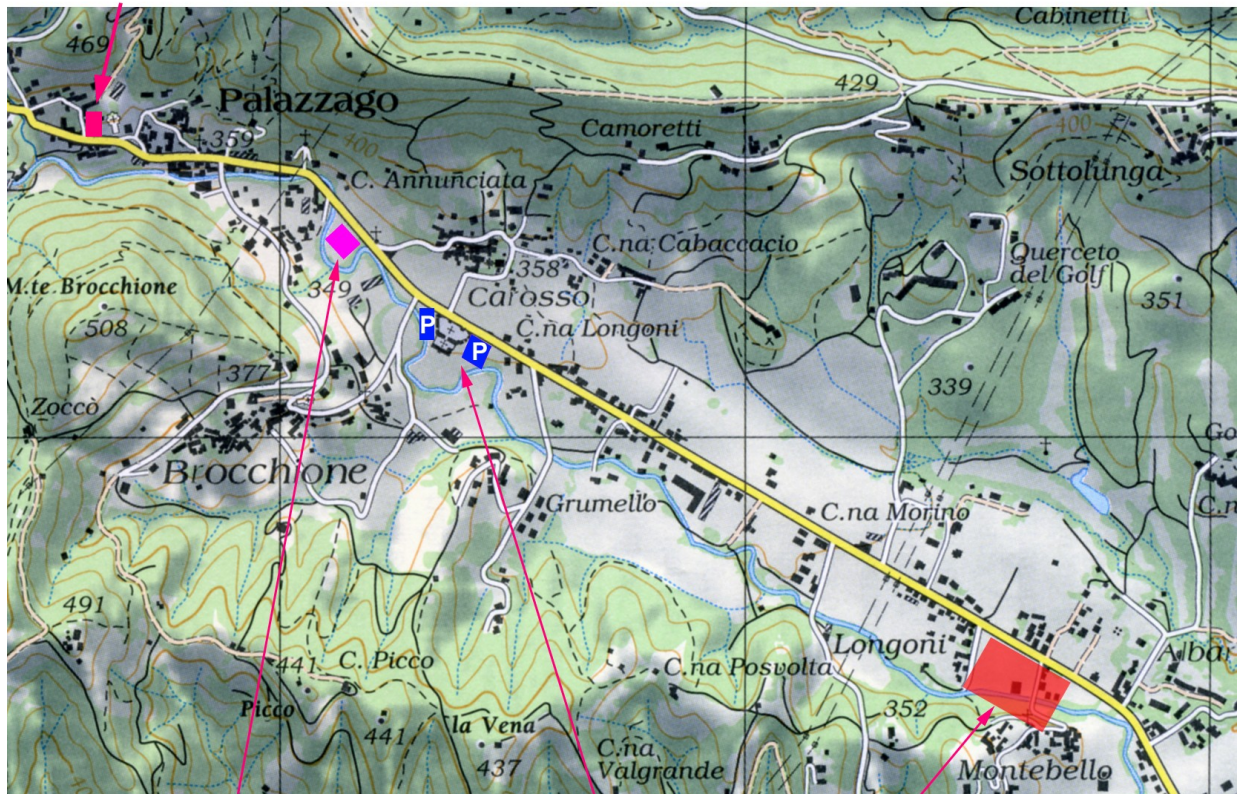 Cabinetti
469
429
Palazzago
Camoretti
400
359
400
Sottolunga
C. Annunciata
C.na Cabaccacio
Querceto
del Golf
358
M.te Brocchione
349
Carosso
351
508
P
C.na Longoni
P
377
339
Zoccò
Go
Brocchione
Grumello
C.na Morino
C.n
491
Longoni
Albar
441
C. Picco
C.na Posvolta
Picco
352
441
la Vena
437
C.na
Valgrande
Montebello